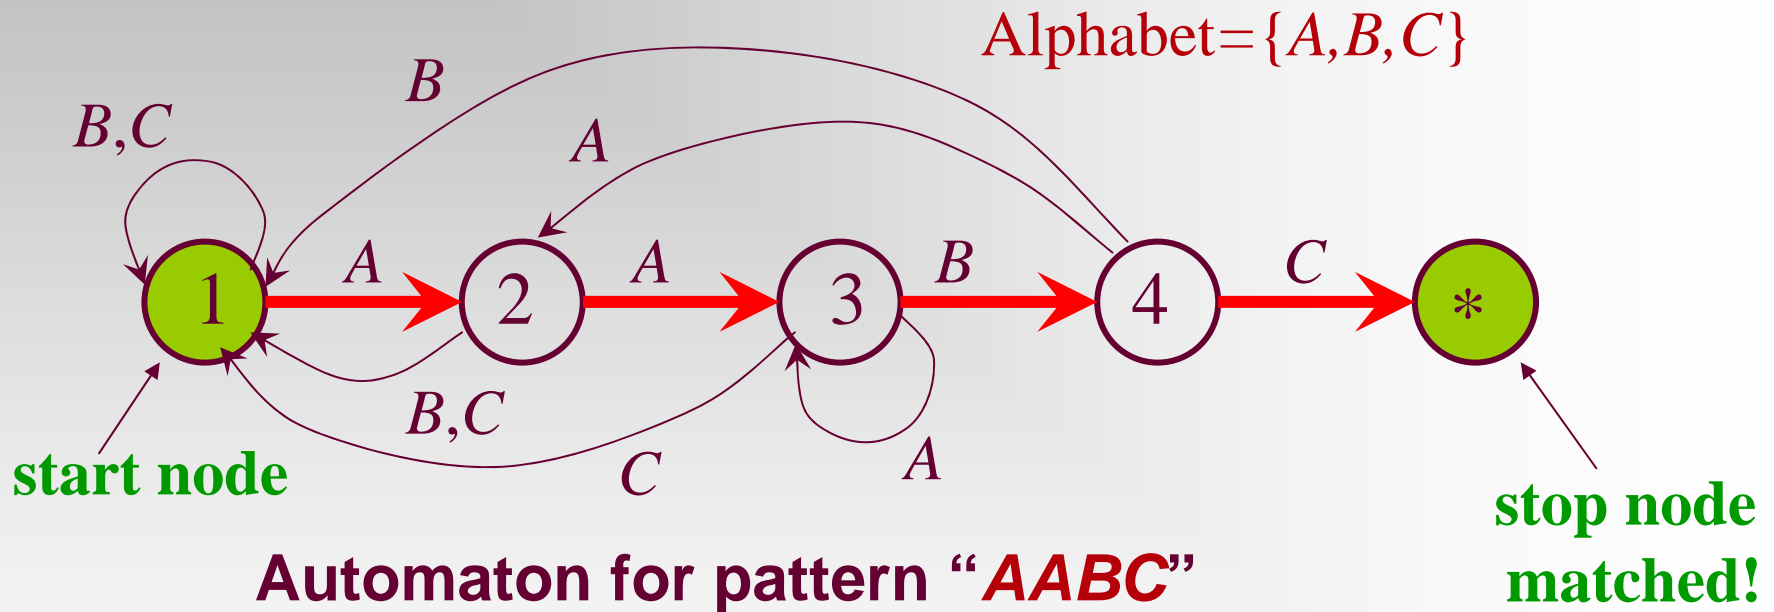 Alphabet={A,B,C}
B
B,C
A
1
A
2
A
3
B
4
C
*
B,C
C
A
start node
stop node
matched!
Automaton for pattern “AABC”